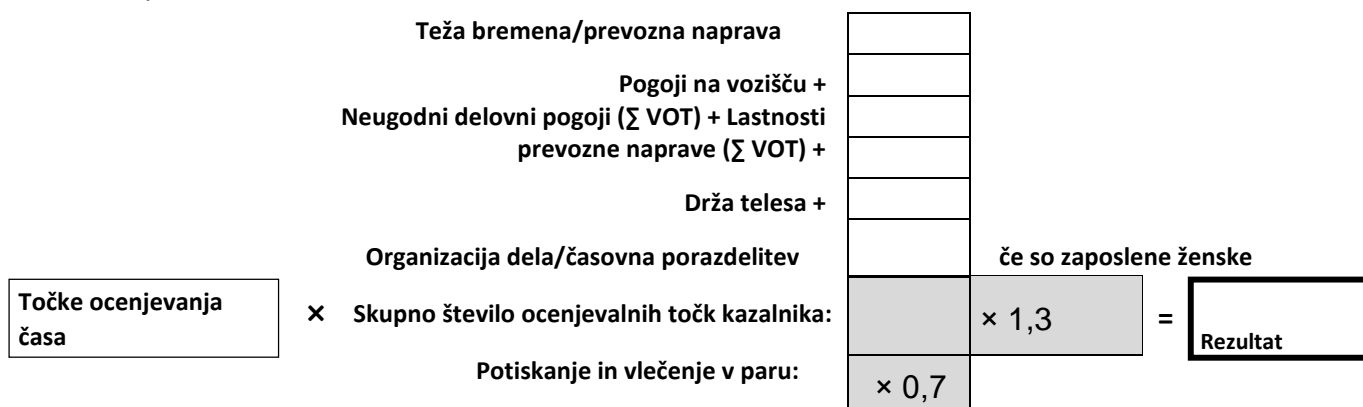 Teža bremena/prevozna naprava
Pogoji na vozišču +
Neugodni delovni pogoji (∑ VOT) + Lastnosti
prevozne naprave (∑ VOT) +
Drža telesa +
Organizacija dela/časovna porazdelitev
če so zaposlene ženske
Točke ocenjevanja
časa
× Skupno število ocenjevalnih točk kazalnika:
× 1,3
=
Rezultat
Potiskanje in vlečenje v paru:
× 0,7